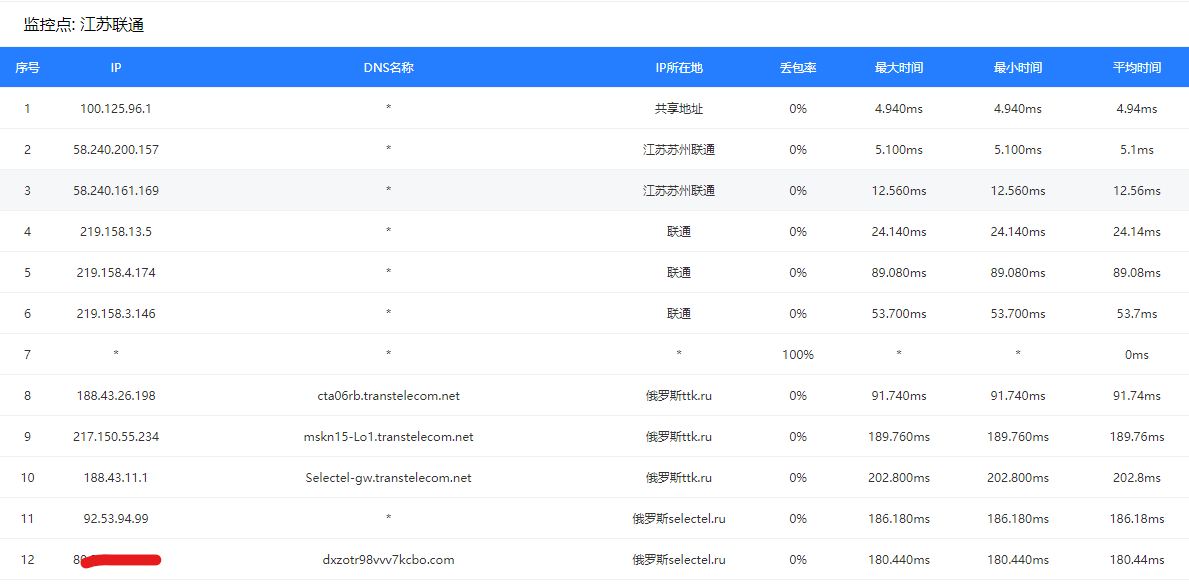 监控点: 江苏联通
序号 IP DNS名称 IP所在地 丢包率 最大时间 最小时间 平均时间
1 100.125.96.1 * 共享地址 0% 4.940ms 4.940ms 4.94ms
2 58.240.200.157 * 江苏苏州联通 0% 5.100ms 5.100ms 5.1ms
3 58.240.161.169 * 江苏苏州联通 0% 12.560ms 12.560ms 12.56ms
4 219.158.13.5 * 联通 0% 24.140ms 24.140ms 24.14ms
5 219.158.4.174 * 联通 0% 89.080ms 89.080ms 89.08ms
6 219.158.3.146 * 联通 0% 53.700ms 53.700ms 53.7ms
7 * * * 100% * * 0ms
8 188.43.26.198 cta06rb.transtelecom.net 俄罗斯ttk.ru 0% 91.740ms 91.740ms 91.74ms
9 217.150.55.234 mskn15-Lo1.transtelecom.net 俄罗斯ttk.ru 0% 189.760ms 189.760ms 189.76ms
10 188.43.11.1 Selectel-gw.transtelecom.net 俄罗斯ttk.ru 0% 202.800ms 202.800ms 202.8ms
11 92.53.94.99 * 俄罗斯selectel.ru 0% 186.180ms 186.180ms 186.18ms
12 dxzotr98vvv7kcbo.com 俄罗斯selectel.ru 0% 180.440ms 180.440ms 180.44ms